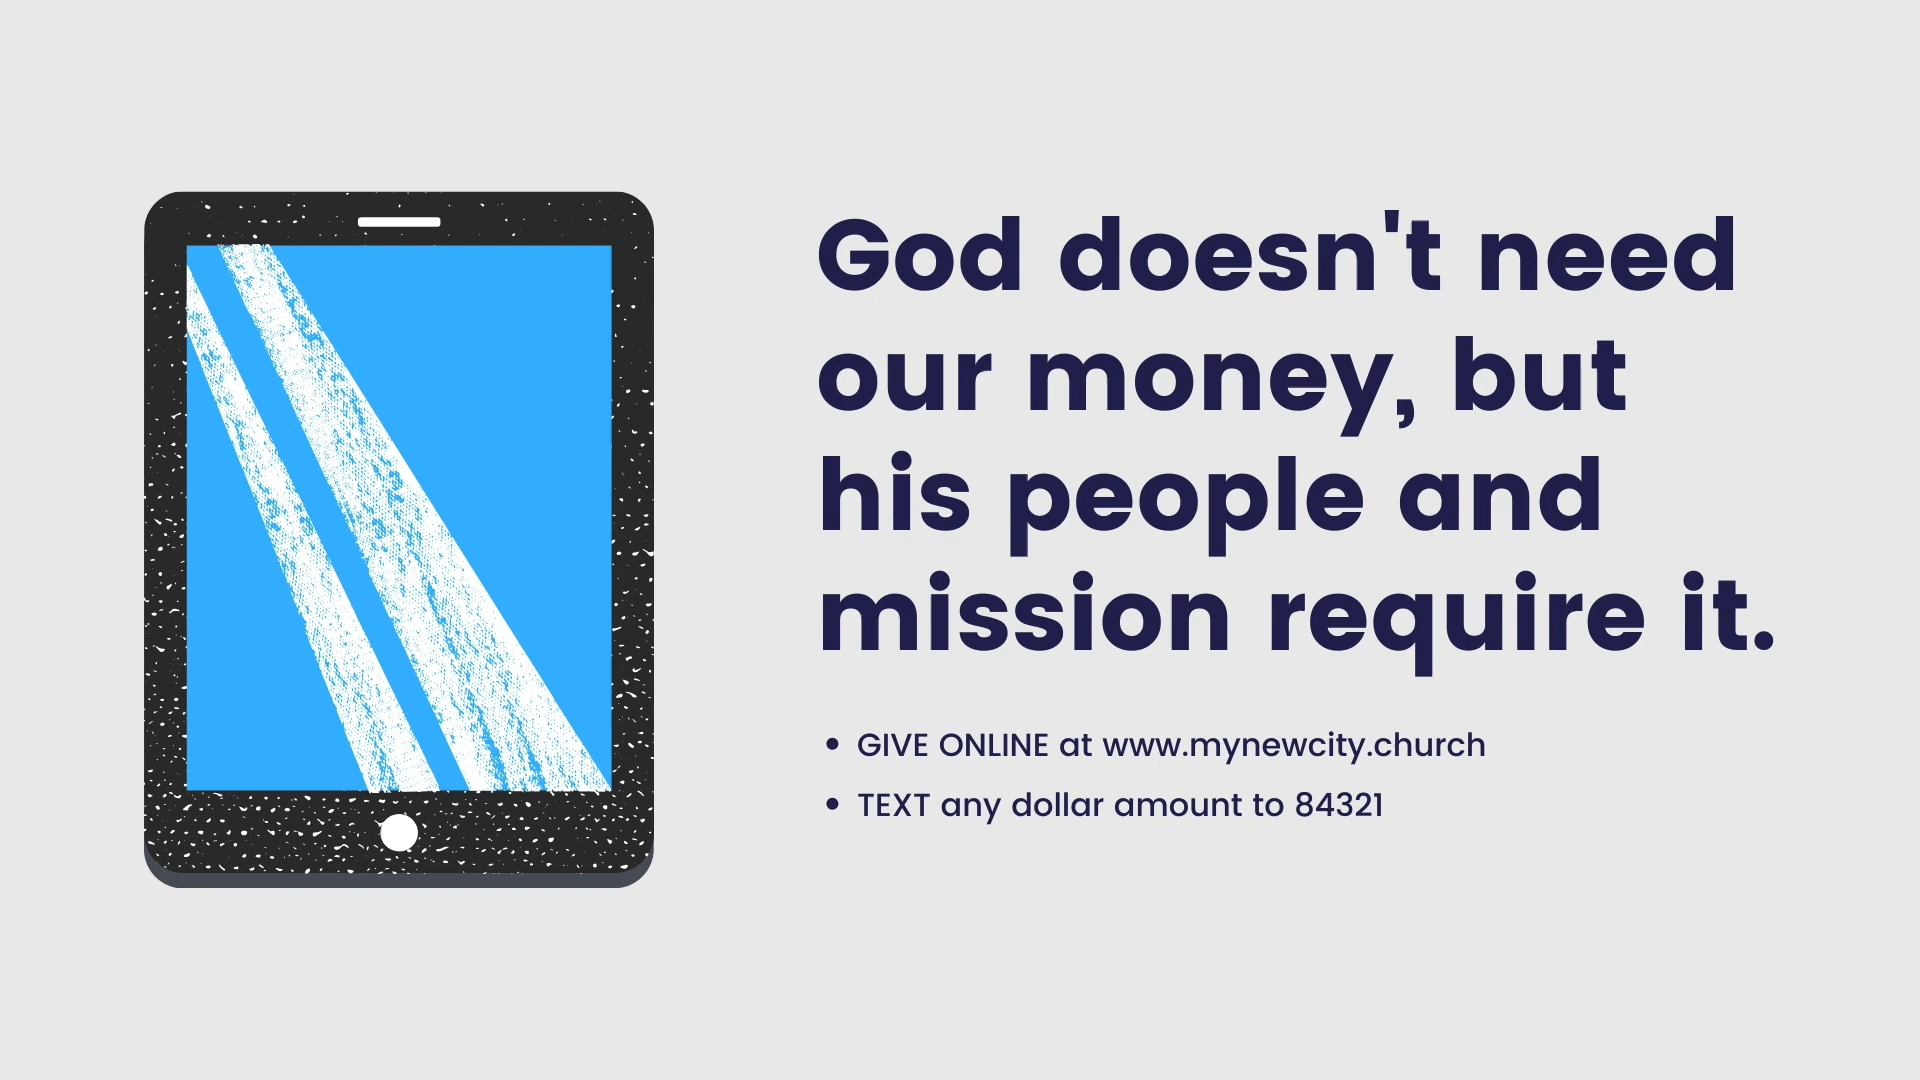 God doesn't need
our money, but
his people and
mission require it.
• GIVE ONLINE at www.mynewcity.church
• TEXT any dollar amount to 84321